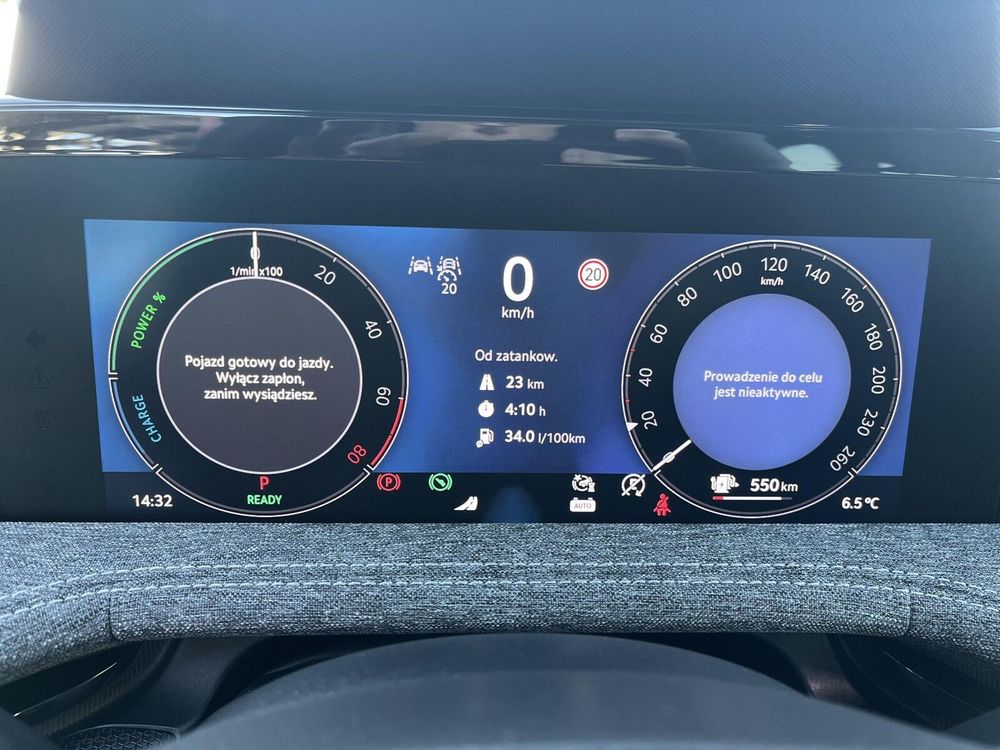 1/min x100
0
20
40
60
80
POWER %
CHARGE
Pojazd gotowy do jazdy.
Wyłącz zapłon,
zanim wysiądziesz.
P
READY
14:32
20
0
km/h
20
Od zatankow.
23 km
4:10 h
34.0 l/100km
P
AUTO
20
40
60
80
100
120
km/h
140
160
180
200
230
260
Prowadzenie do celu
jest nieaktywne.
550 km
6.5 °C